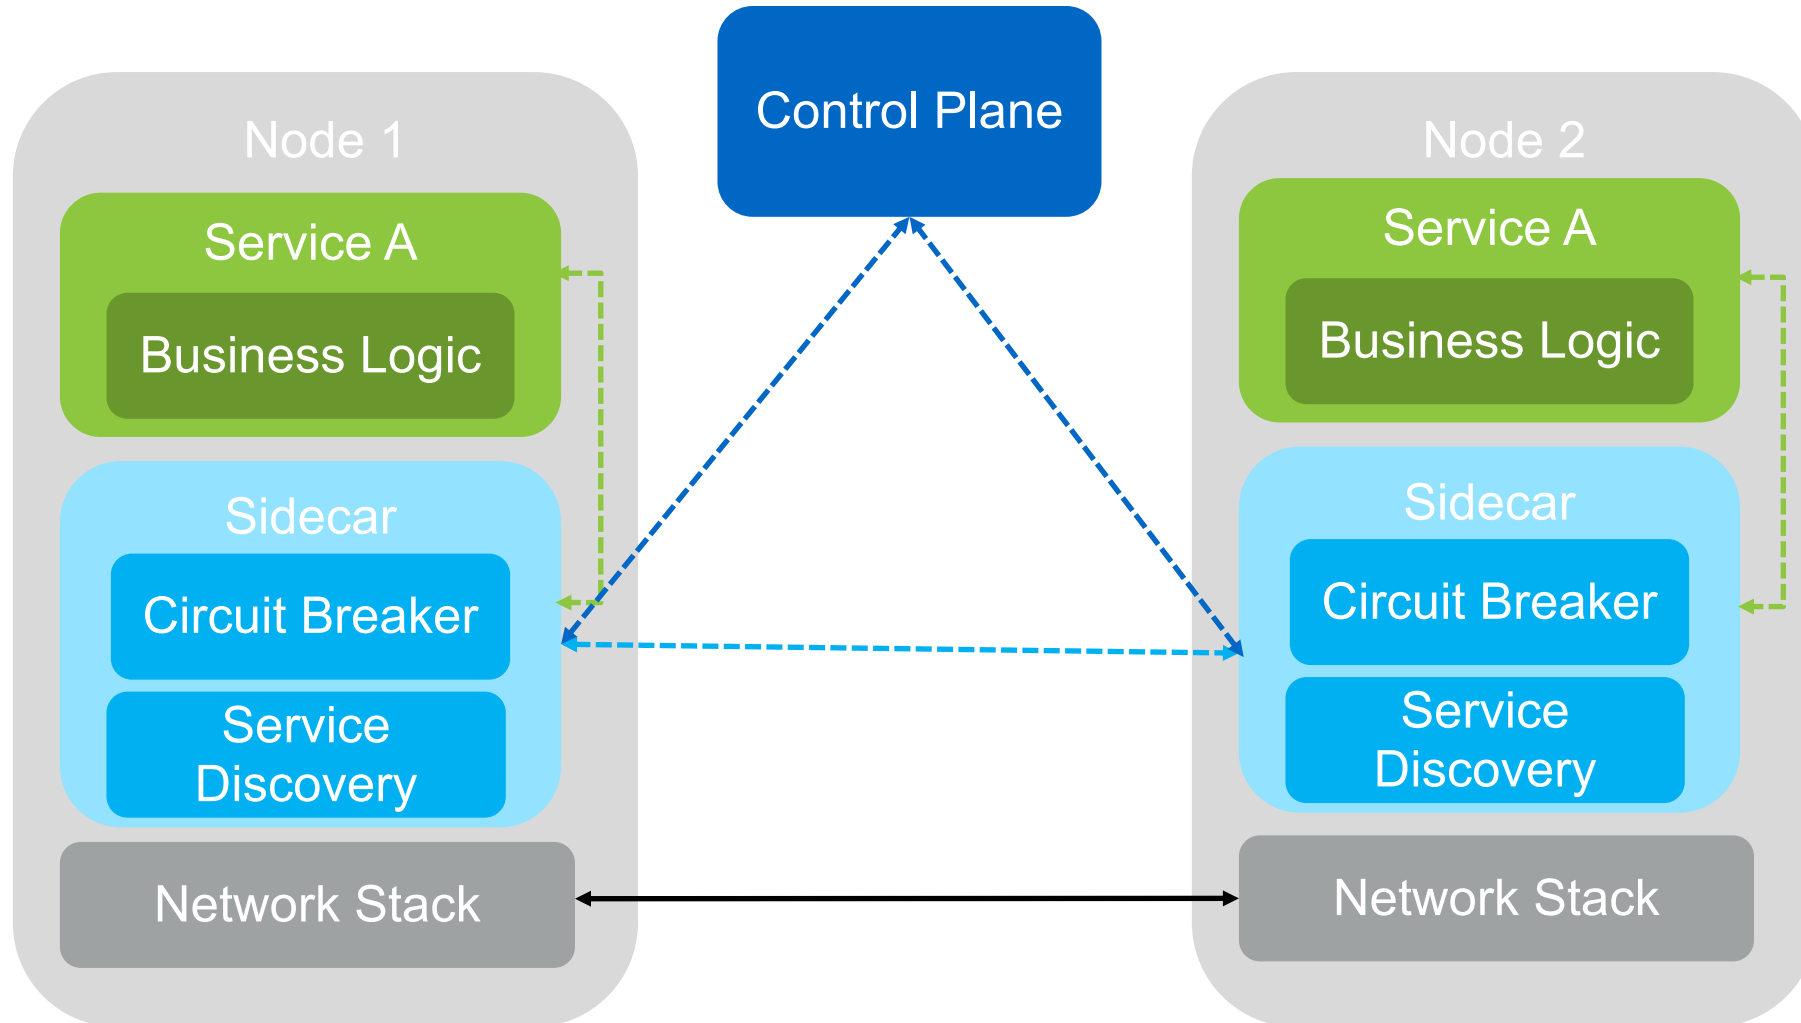 Control Plane
Node 1
Service A
Business Logic
Sidecar
Circuit Breaker
Service
Discovery
Network Stack
Node 2
Service A
Business Logic
Sidecar
Circuit Breaker
Service
Discovery
Network Stack